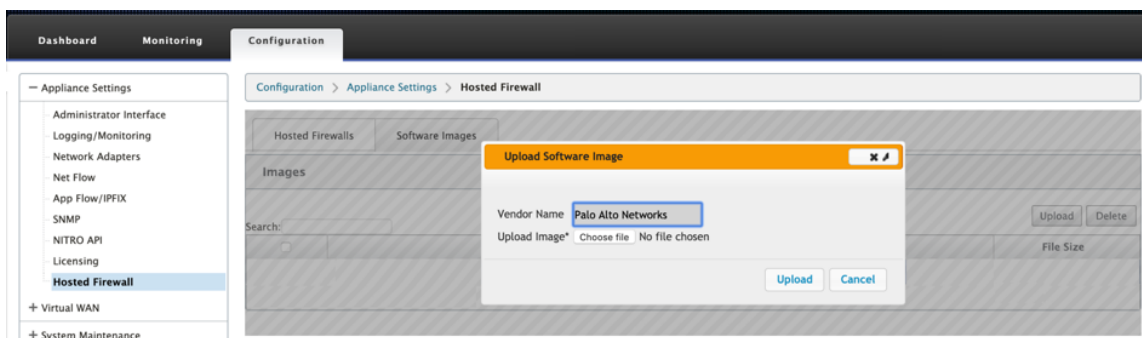 Dashboard Monitoring Configuration
− Appliance Settings
Administrator Interface
Logging/Monitoring
Network Adapters
Net Flow
App Flow/IPFIX
SNMP
NITRO API
Licensing
Hosted Firewall
+ Virtual WAN
+ System Maintenance
Configuration > Appliance Settings > Hosted Firewall
Hosted Firewalls Software Images
Images
Search:
Upload Delete
File Size
Upload Software Image
Vendor Name Palo Alto Networks
Upload Image* Choose file No file chosen
Upload Cancel